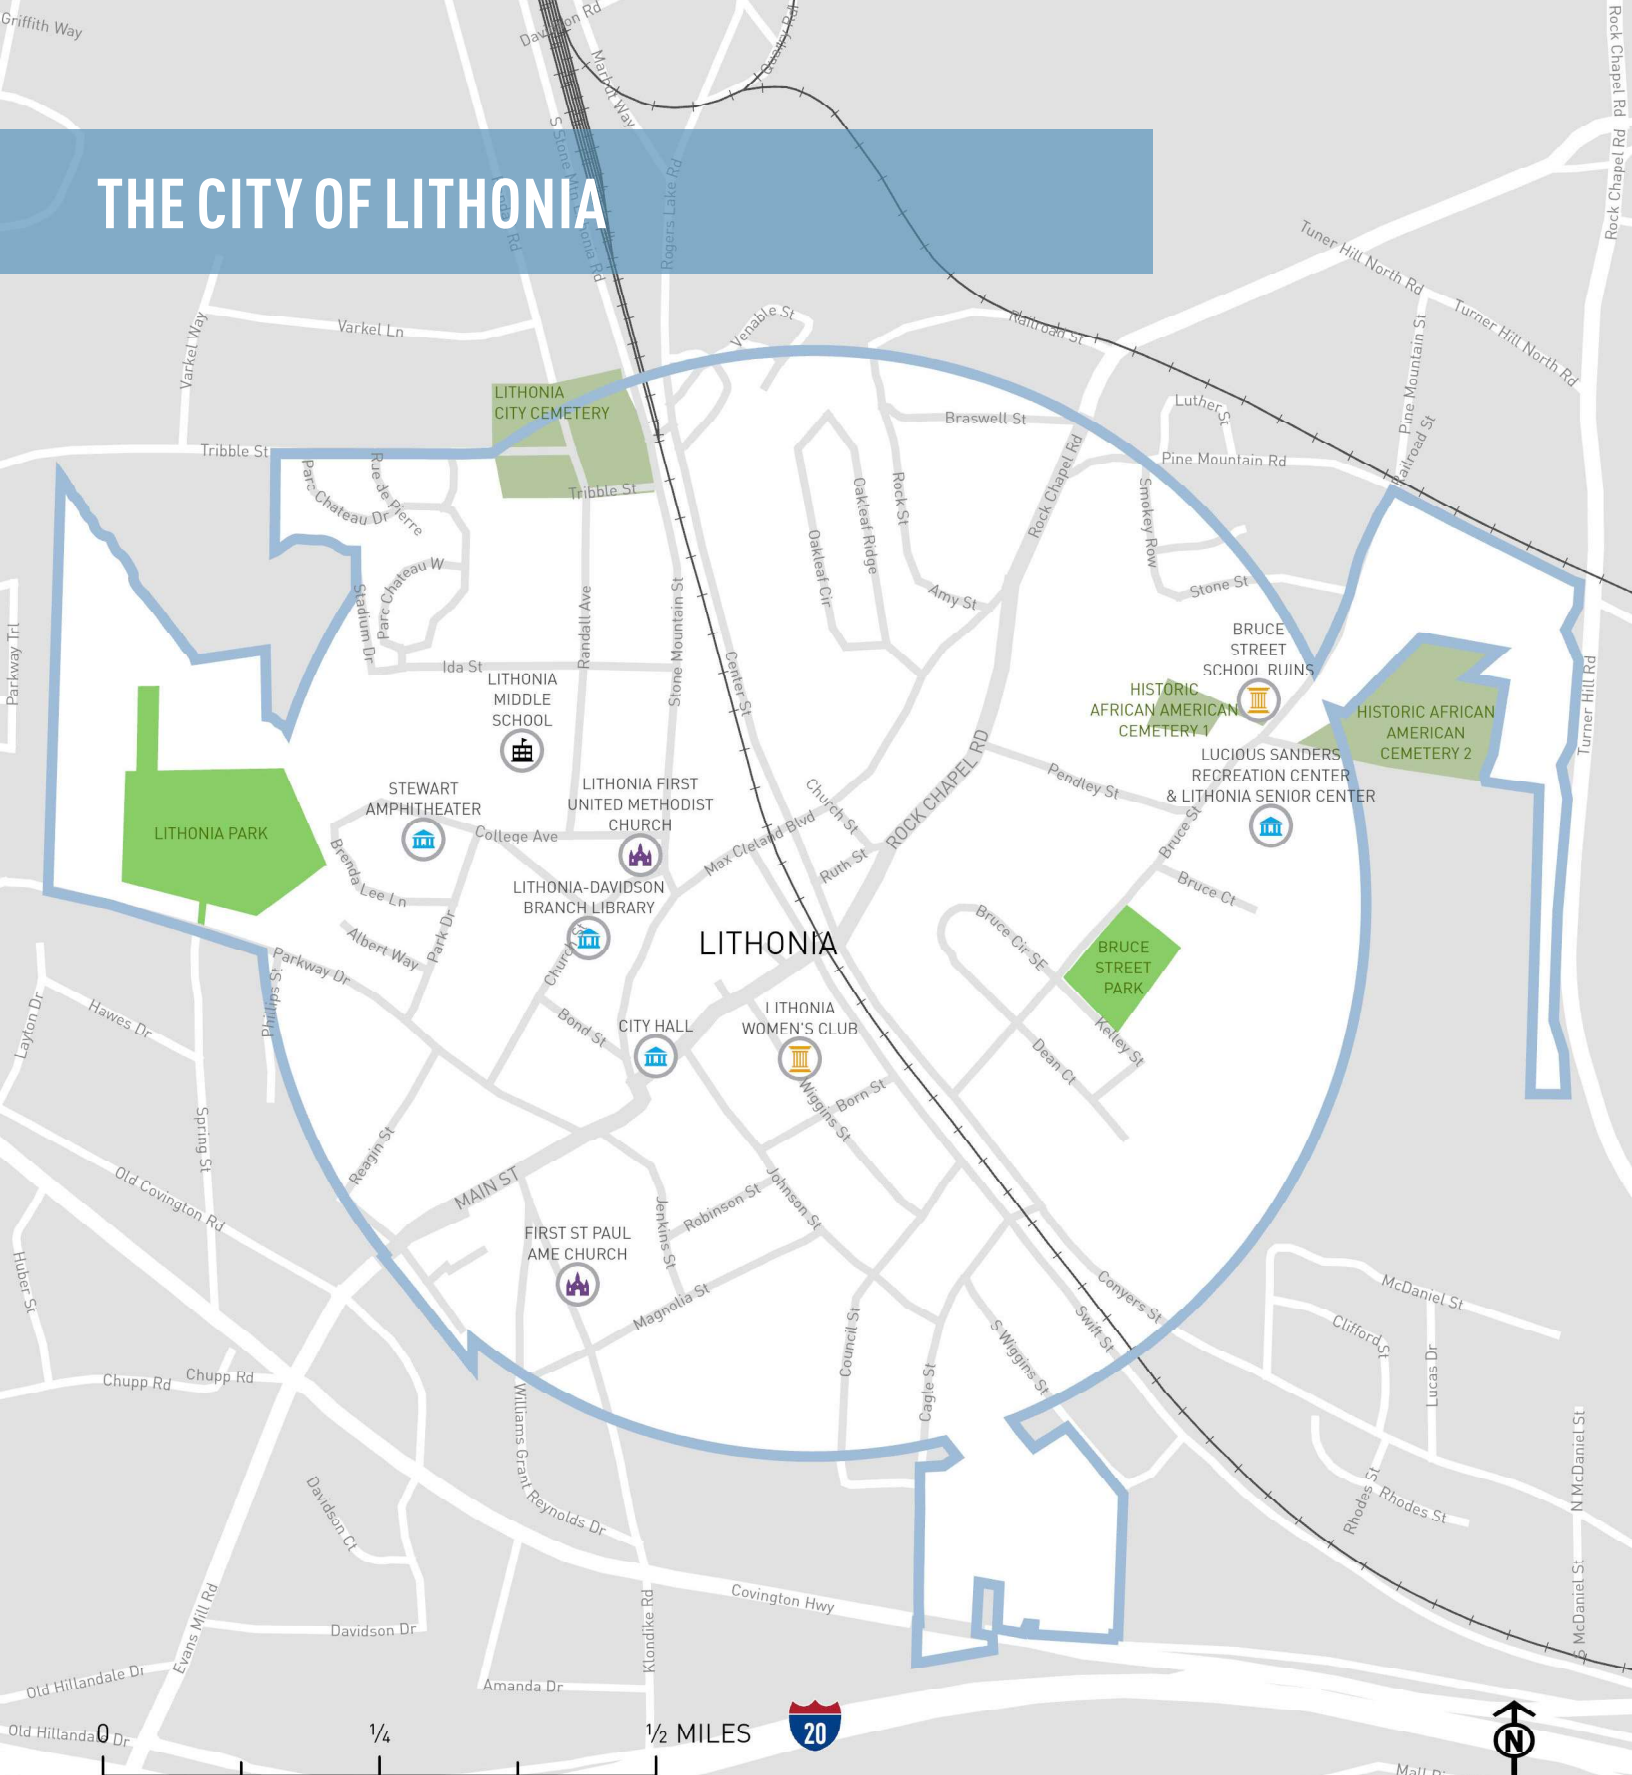 Griffith Way
Davidson Rd
Marbut Way
Quarry Rd
Rock Chapel Rd
Rock Chapel Rd
S Stone Mtn Lithonia Rd
Rogers Lake Rd
THE CITY OF LITHONIA
Tuner Hill North Rd
Turner Hill North Rd
Varkel Way
Varkel Ln
Venable St
Railroad St
Pine Mountain St
Luther St
Railroad St
LITHONIA
CITY CEMETERY
Braswell St
Tribble St
Pine Mountain Rd
Rock Chapel Rd
Parc Chateau Dr
Rue de Pierre
Tribble St
Oakleaf Ridge
Rock St
Oakleaf Cir
Amy St
Smokey Row
Stone St
Parc Chateau W
Stadium Dr
Randall Ave
Stone Mountain St
Center St
Ida St
Parkway Trl
Turner Hill Rd
BRUCE
STREET
SCHOOL RUINS
HISTORIC
AFRICAN AMERICAN
CEMETERY 1
HISTORIC AFRICAN
AMERICAN
CEMETERY 2
LITHONIA
MIDDLE
SCHOOL
LUCIOUS SANDERS
RECREATION CENTER
& LITHONIA SENIOR CENTER
ROCK CHAPEL RD
Pendley St
Church St
STEWART
AMPHITHEATER
LITHONIA FIRST
UNITED METHODIST
CHURCH
LITHONIA PARK
College Ave
Max Cleland Blvd
Ruth St
Bruce St
Brenda Lee Ln
Bruce Ct
LITHONIA-DAVIDSON
BRANCH LIBRARY
Park Dr
Albert Way
Church St
LITHONIA
Bruce Cir SE
BRUCE
STREET
PARK
Parkway Dr
Phillips St
Layton Dr
Hawes Dr
Bond St
CITY HALL
LITHONIA
WOMEN'S CLUB
Kelley St
Dean Ct
Wiggins St
Born St
Spring St
Reagin St
Old Covington Rd
MAIN ST
Robinson St
Johnson St
Jenkins St
FIRST ST PAUL
AME CHURCH
Huber St
Magnolia St
Conyers St
Swift St
McDaniel St
Clifford St
Lucas Dr
Council St
S Wiggins St
Cagle St
Chupp Rd
Chupp Rd
Williams Grant Reynolds Dr
Davidson Ct
Rhodes St
Rhodes St
N McDaniel St
S McDaniel St
Covington Hwy
Klondike Rd
Evans Mill Rd
Davidson Dr
Old Hillandale Dr
Amanda Dr
Old Hillandale Dr
0
1/4
1/2 MILES
20
N